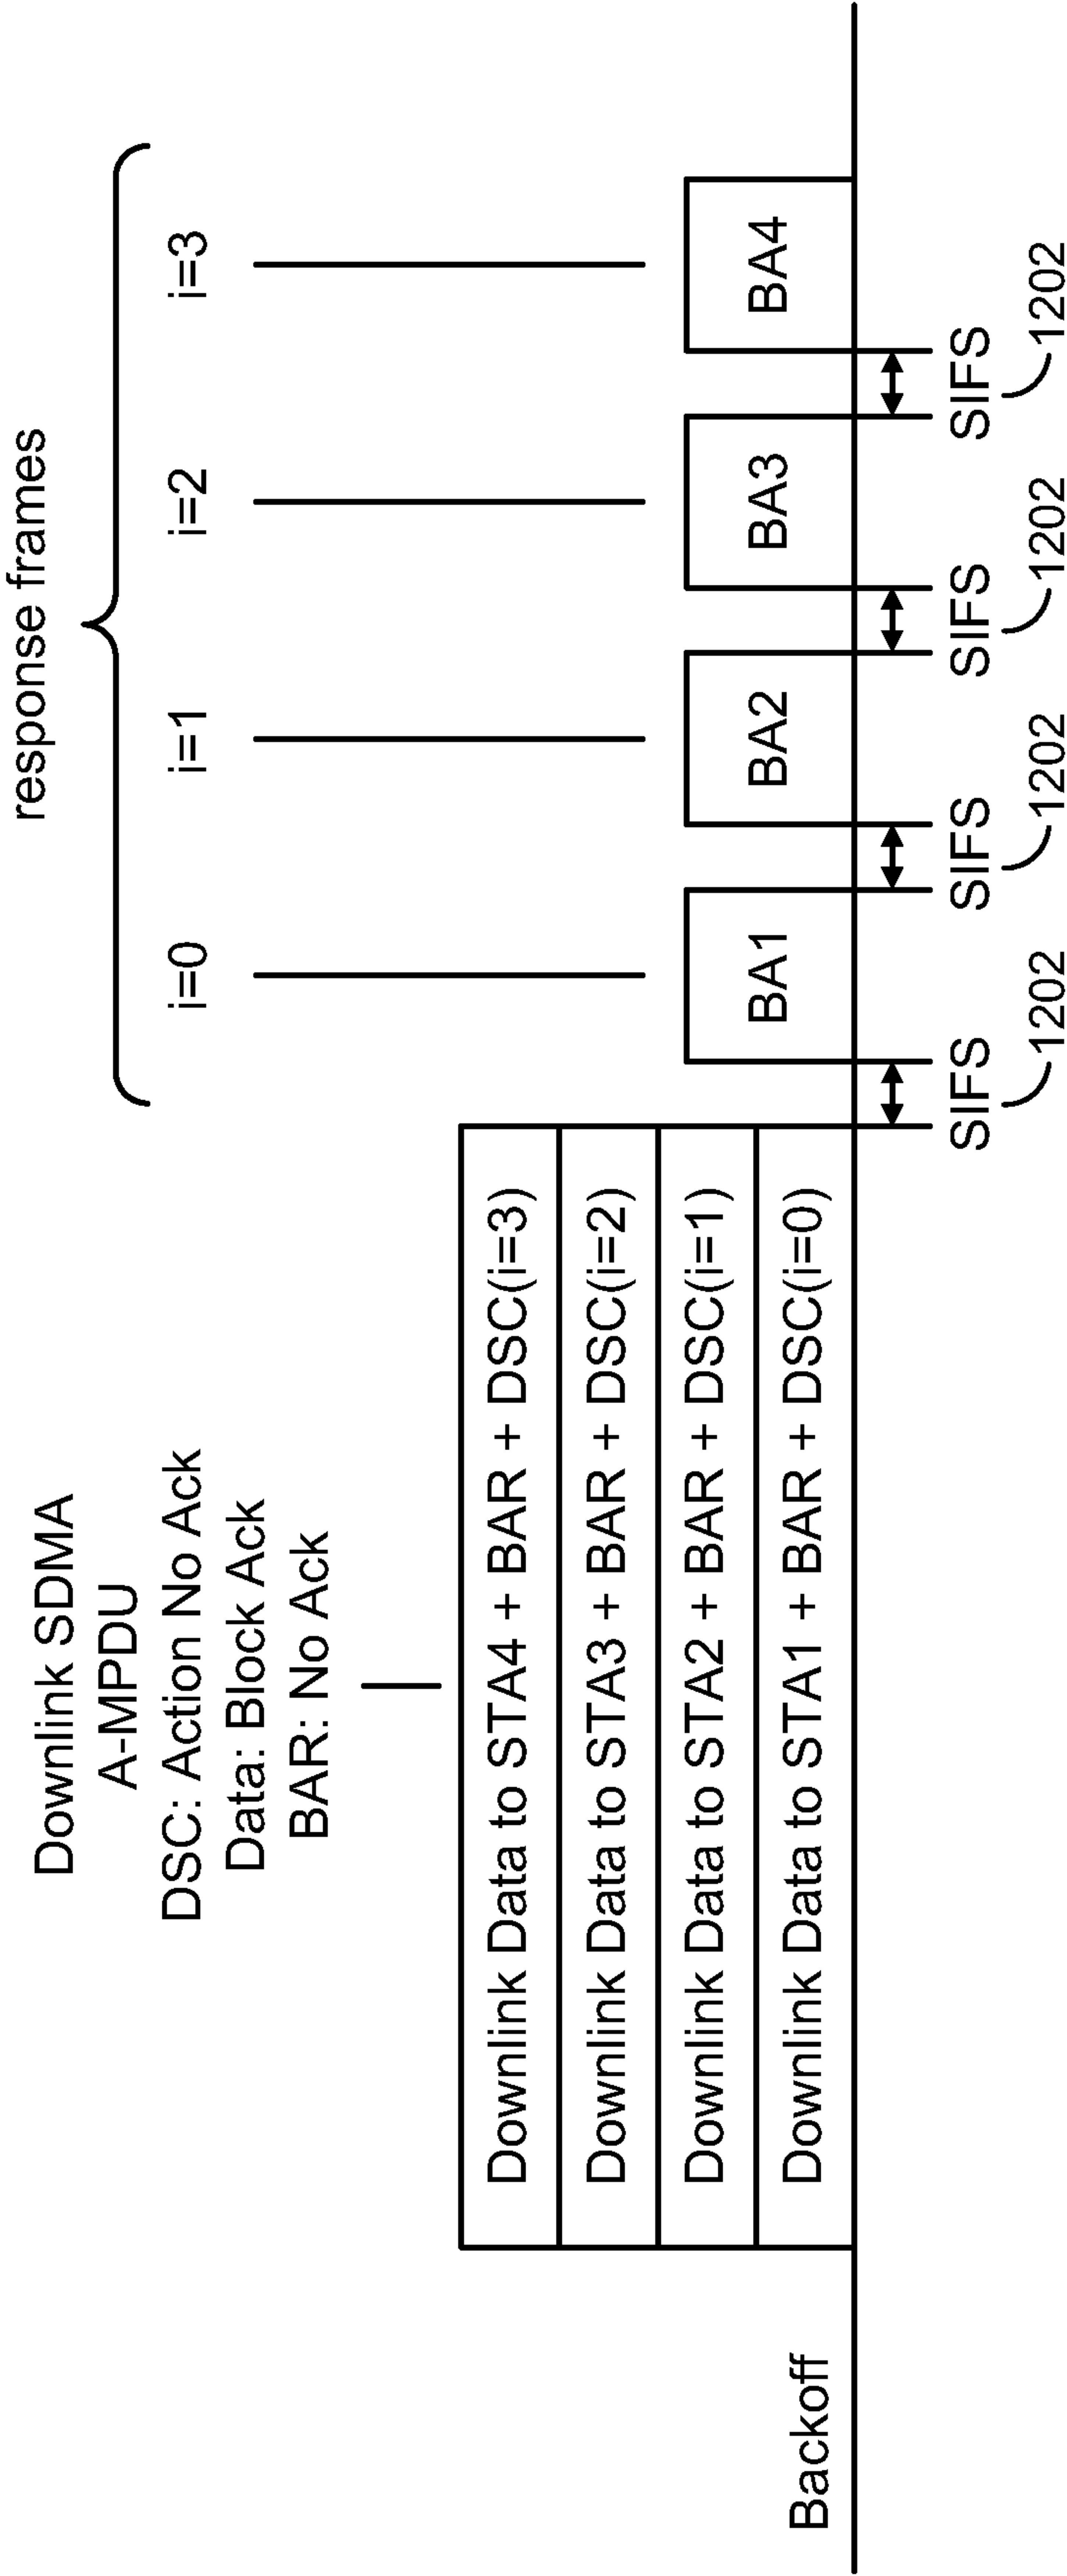 response frames
i=0
i=1
i=2
i=3
Downlink SDMA
A-MPDU
DSC: Action No Ack
Data: Block Ack
BAR: No Ack
Downlink Data to STA4 + BAR + DSC(i=3)
Downlink Data to STA3 + BAR + DSC(i=2)
Downlink Data to STA2 + BAR + DSC(i=1)
Downlink Data to STA1 + BAR + DSC(i=0)
Backoff
BA1
BA2
BA3
BA4
SIFS
SIFS
SIFS
SIFS
1202
1202
1202
1202